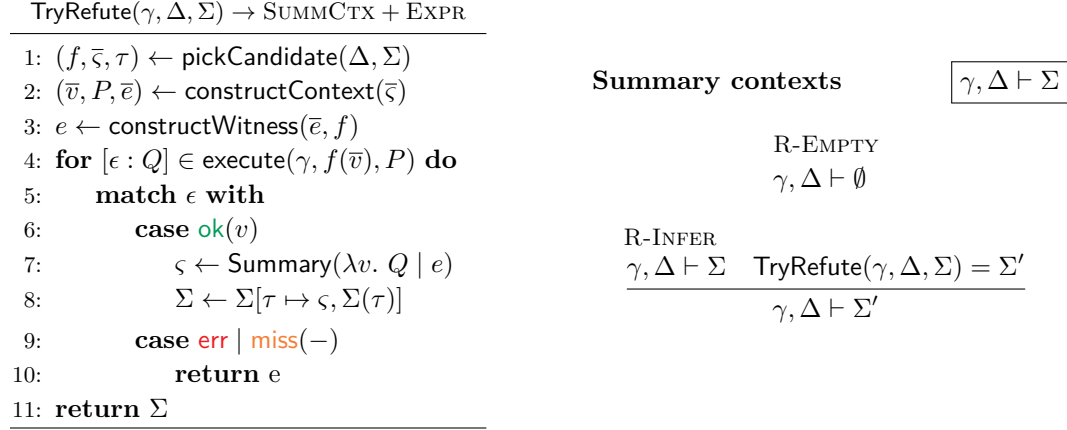 TryRefute(γ, Δ, Σ) → SUMMCTX + EXPR
1: (f, ς̅, τ) ← pickCandidate(Δ, Σ)
2: (v̅, P, e̅) ← constructContext(ς̅)
3: e ← constructWitness(e̅, f)
4: for [ϵ : Q] ∈ execute(γ, f(v̅), P) do
5: match ϵ with
6: case ok(v)
7: ς ← Summary(λv. Q | e)
8: Σ ← Σ[τ ↦ ς, Σ(τ)]
9: case err | miss(−)
10: return e
11: return Σ
Summary contexts γ, Δ ⊢ Σ
R-EMPTY
γ, Δ ⊢ ∅
R-INFER
γ, Δ ⊢ Σ TryRefute(γ, Δ, Σ) = Σ′
γ, Δ ⊢ Σ′